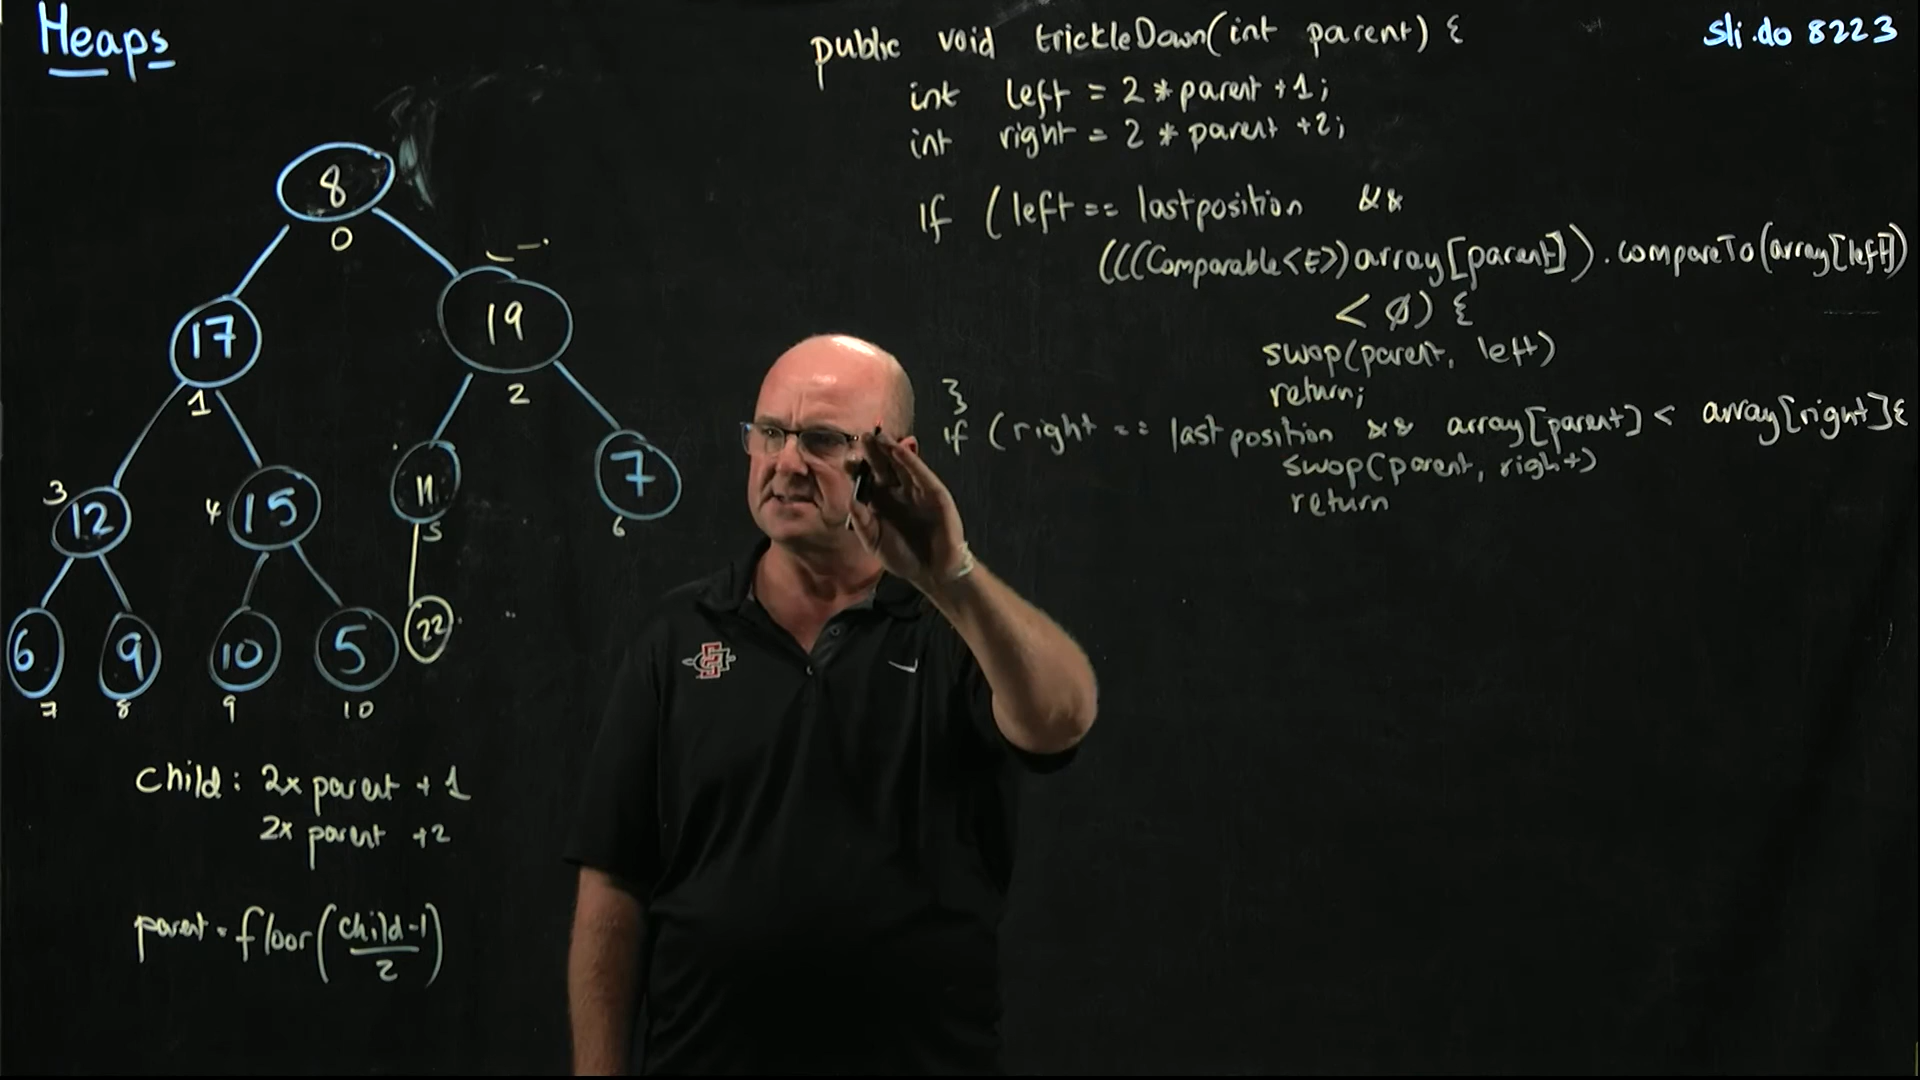 Heaps
8
0
17
1
19
2
3
12
4
15
11
5
7
6
6
7
9
8
10
9
5
10
22
child: 2x parent + 1
2x parent +2
parent = floor(child-1/2)
public void trickleDown(int parent) {
int left = 2 * parent +1;
int right = 2 * parent +2;
if (left == lastposition &&
(((Comparable<E>)array[parent])).compareTo(array[left])
< 0) {
swap(parent, left)
return;
}
if (right == lastposition && array[parent] < array[right]{
swap(parent, right)
return
sli.do 8223